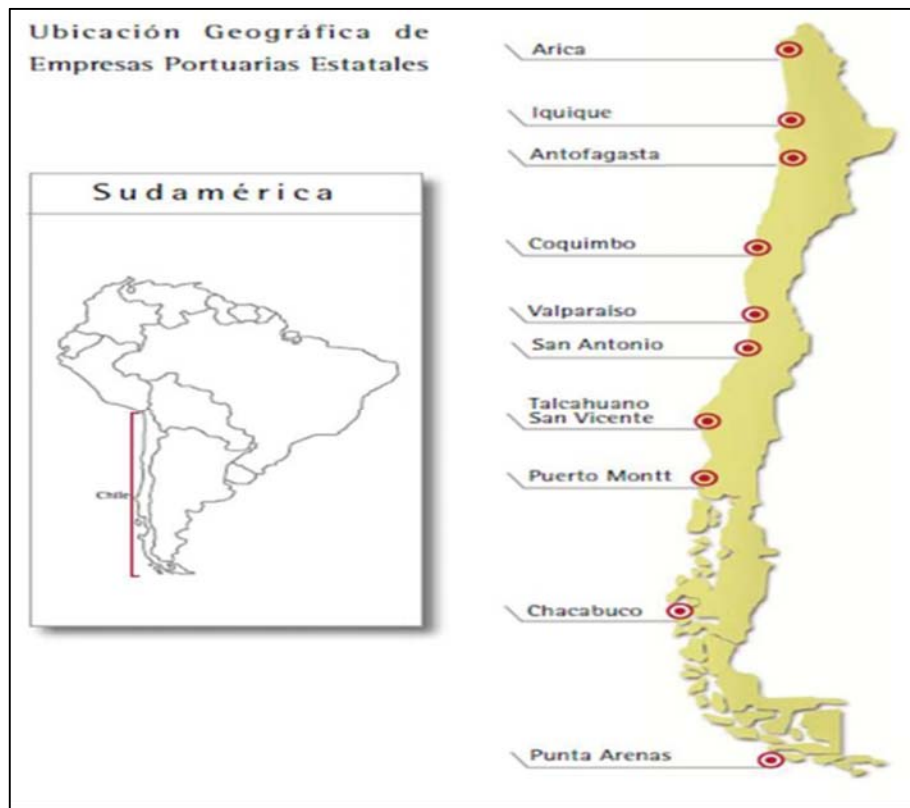 Ubicación Geográfica de
Empresas Portuarias Estatales
Sudamérica
Chile
Arica
Iquique
Antofagasta
Coquimbo
Valparaíso
San Antonio
Talcahuano
San Vicente
Puerto Montt
Chacabuco
Punta Arenas